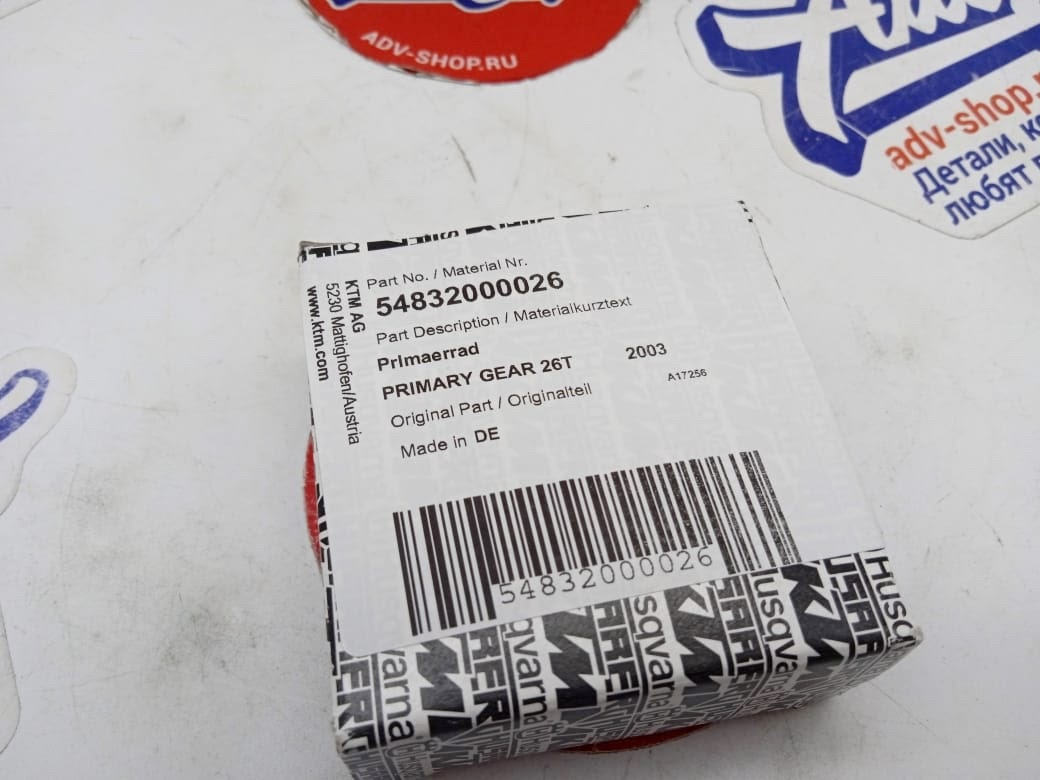 ADV-SHOP.RU
adv-shop.
Детали,
любят
Part No. / Material Nr.
54832000026
Part Description / Materialkurztext
PrImaerrad
PRIMARY GEAR 26T 2003
A17256
Original Part / Originalteil
Made in DE
KTM AG
5230 Mattighofen/Austria
www.ktm.com
54832000026